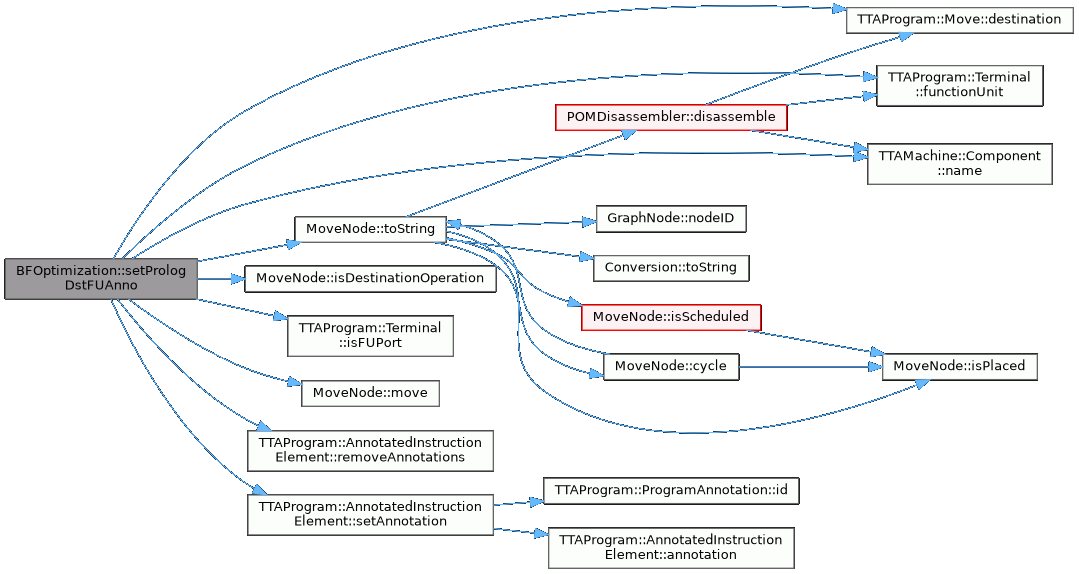 TTAProgram::Move::destination
TTAProgram::Terminal
::functionUnit
POMDisassembler::disassemble
TTAMachine::Component
::name
MoveNode::toString
GraphNode::nodeID
BFOptimization::setProlog
DstFUAnno
MoveNode::isDestinationOperation
Conversion::toString
TTAProgram::Terminal
::isFUPort
MoveNode::isScheduled
MoveNode::cycle
MoveNode::isPlaced
MoveNode::move
TTAProgram::AnnotatedInstruction
Element::removeAnnotations
TTAProgram::AnnotatedInstruction
Element::setAnnotation
TTAProgram::ProgramAnnotation::id
TTAProgram::AnnotatedInstruction
Element::annotation